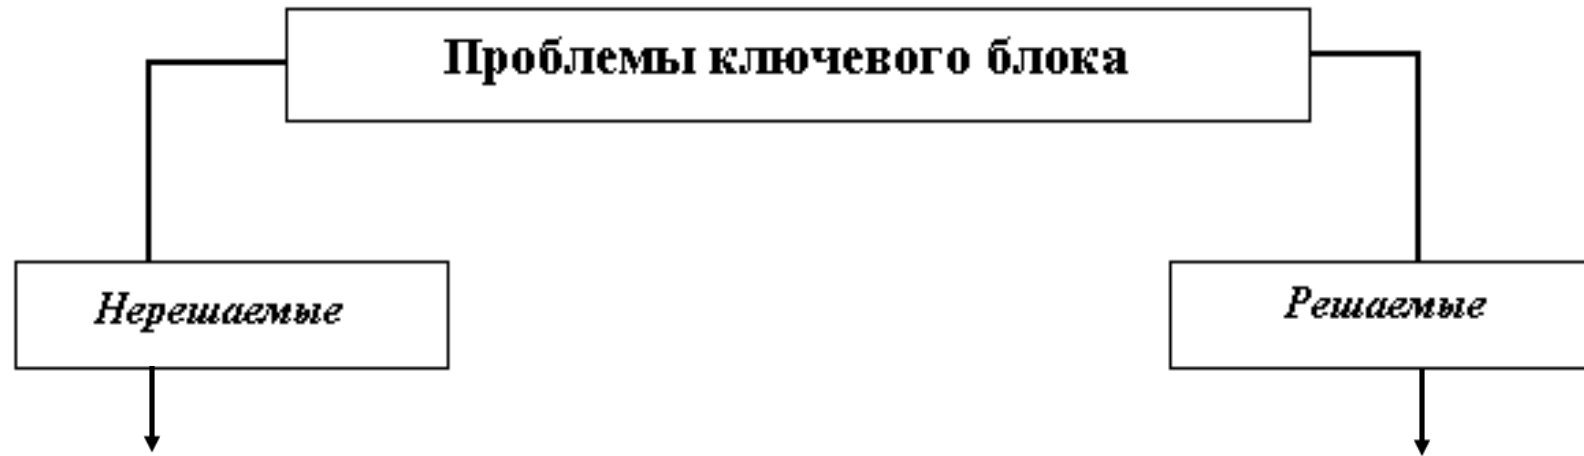 Проблемы ключевого блока
Нерешаемые
Решаемые